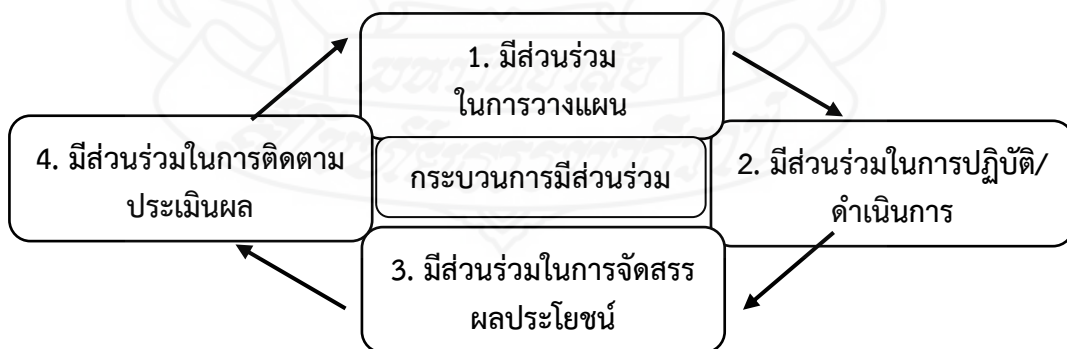 1. มีส่วนร่วม
ในการวางแผน
2. มีส่วนร่วมในการปฏิบัติ/
ดำเนินการ
3. มีส่วนร่วมในการจัดสรร
ผลประโยชน์
4. มีส่วนร่วมในการติดตาม
ประเมินผล
กระบวนการมีส่วนร่วม